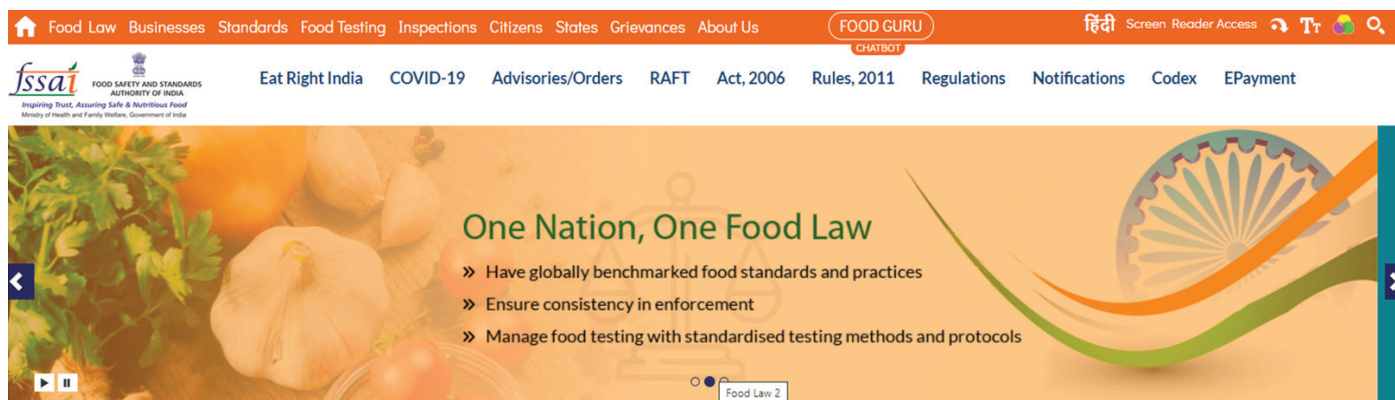 Food Law Businesses Standards Food Testing Inspections Citizens States Grievances About Us FOOD GURU हिंदी Screen Reader Access TT
CHATBOT
fssai FOOD SAFETY AND STANDARDS
AUTHORITY OF INDIA
Inspiring Trust, Assuring Safe & Nutritious Food
Ministry of Health and Family Welfare, Government of India
Eat Right India COVID-19 Advisories/Orders RAFT Act, 2006 Rules, 2011 Regulations Notifications Codex EPayment
One Nation, One Food Law
» Have globally benchmarked food standards and practices
» Ensure consistency in enforcement
» Manage food testing with standardised testing methods and protocols
Food Law 2